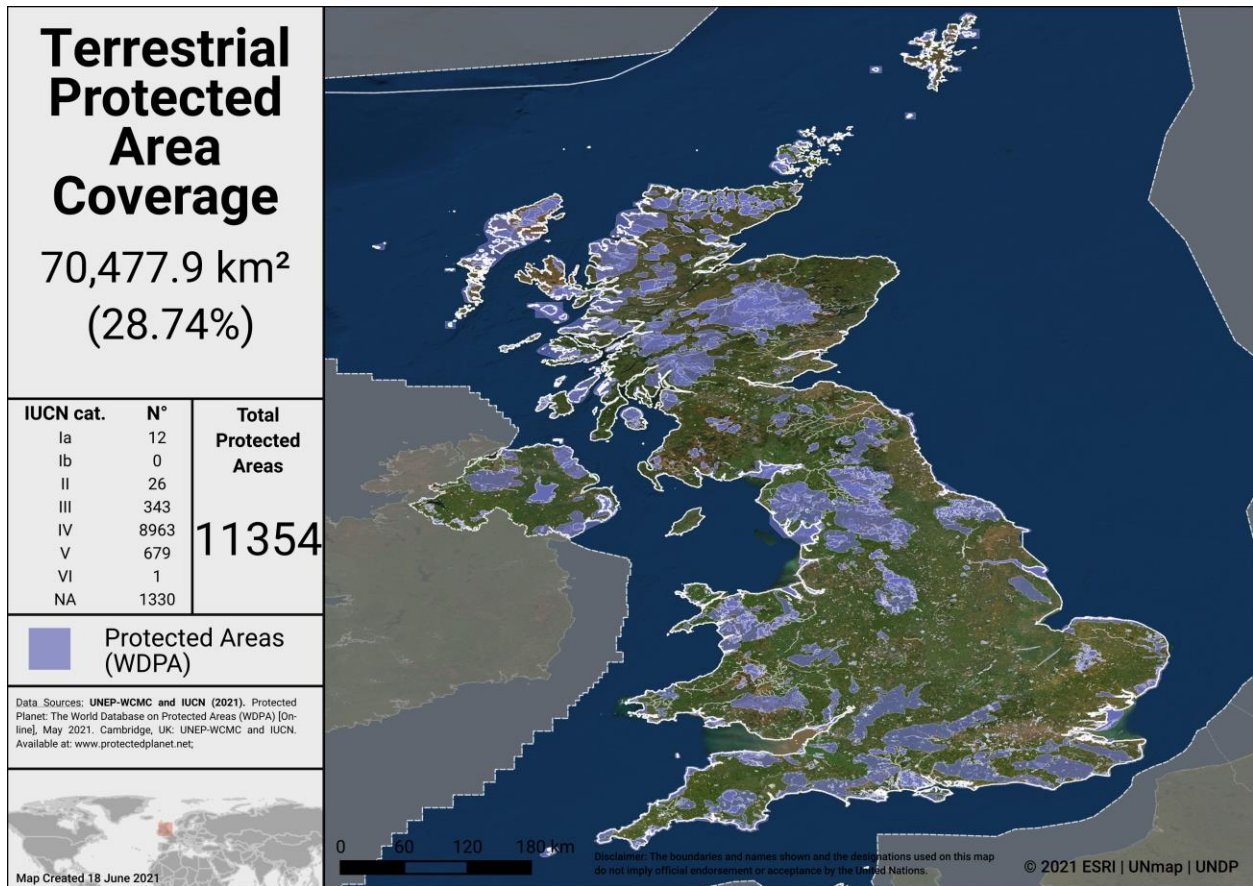 Terrestrial
Protected
Area
Coverage
70,477.9 km²
(28.74%)
IUCN cat. N°
Ia 12
Ib 0
II 26
III 343
IV 8963
V 679
VI 1
NA 1330
Total
Protected
Areas
11354
Protected Areas
(WDPA)
Data Sources: UNEP-WCMC and IUCN (2021). Protected
Planet: The World Database on Protected Areas (WDPA) [On-
line], May 2021. Cambridge, UK: UNEP-WCMC and IUCN.
Available at: www.protectedplanet.net;
Map Created 18 June 2021
0 60 120 180 km
Disclaimer: The boundaries and names shown and the designations used on this map
do not imply official endorsement or acceptance by the United Nations.
© 2021 ESRI | UNmap | UNDP